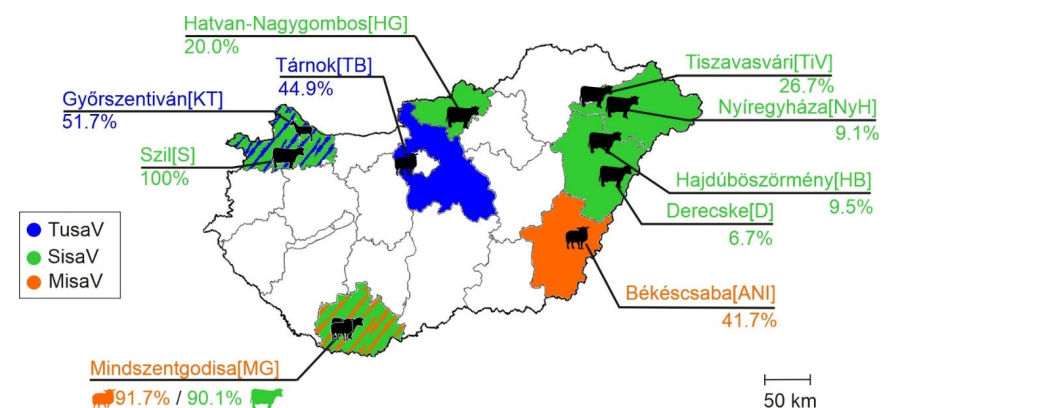 Hatvan-Nagygombos[HG]
20.0%
Tárnok[TB]
44.9%
Győrszentiván[KT]
51.7%
Szil[S]
100%
Tiszavasvári[TiV]
26.7%
Nyíregyháza[NyH]
9.1%
Hajdúböszörmény[HB]
9.5%
Derecske[D]
6.7%
Békéscsaba[ANI]
41.7%
TusaV
SisaV
MisaV
Mindszentgodisa[MG]
91.7% / 90.1%
50 km